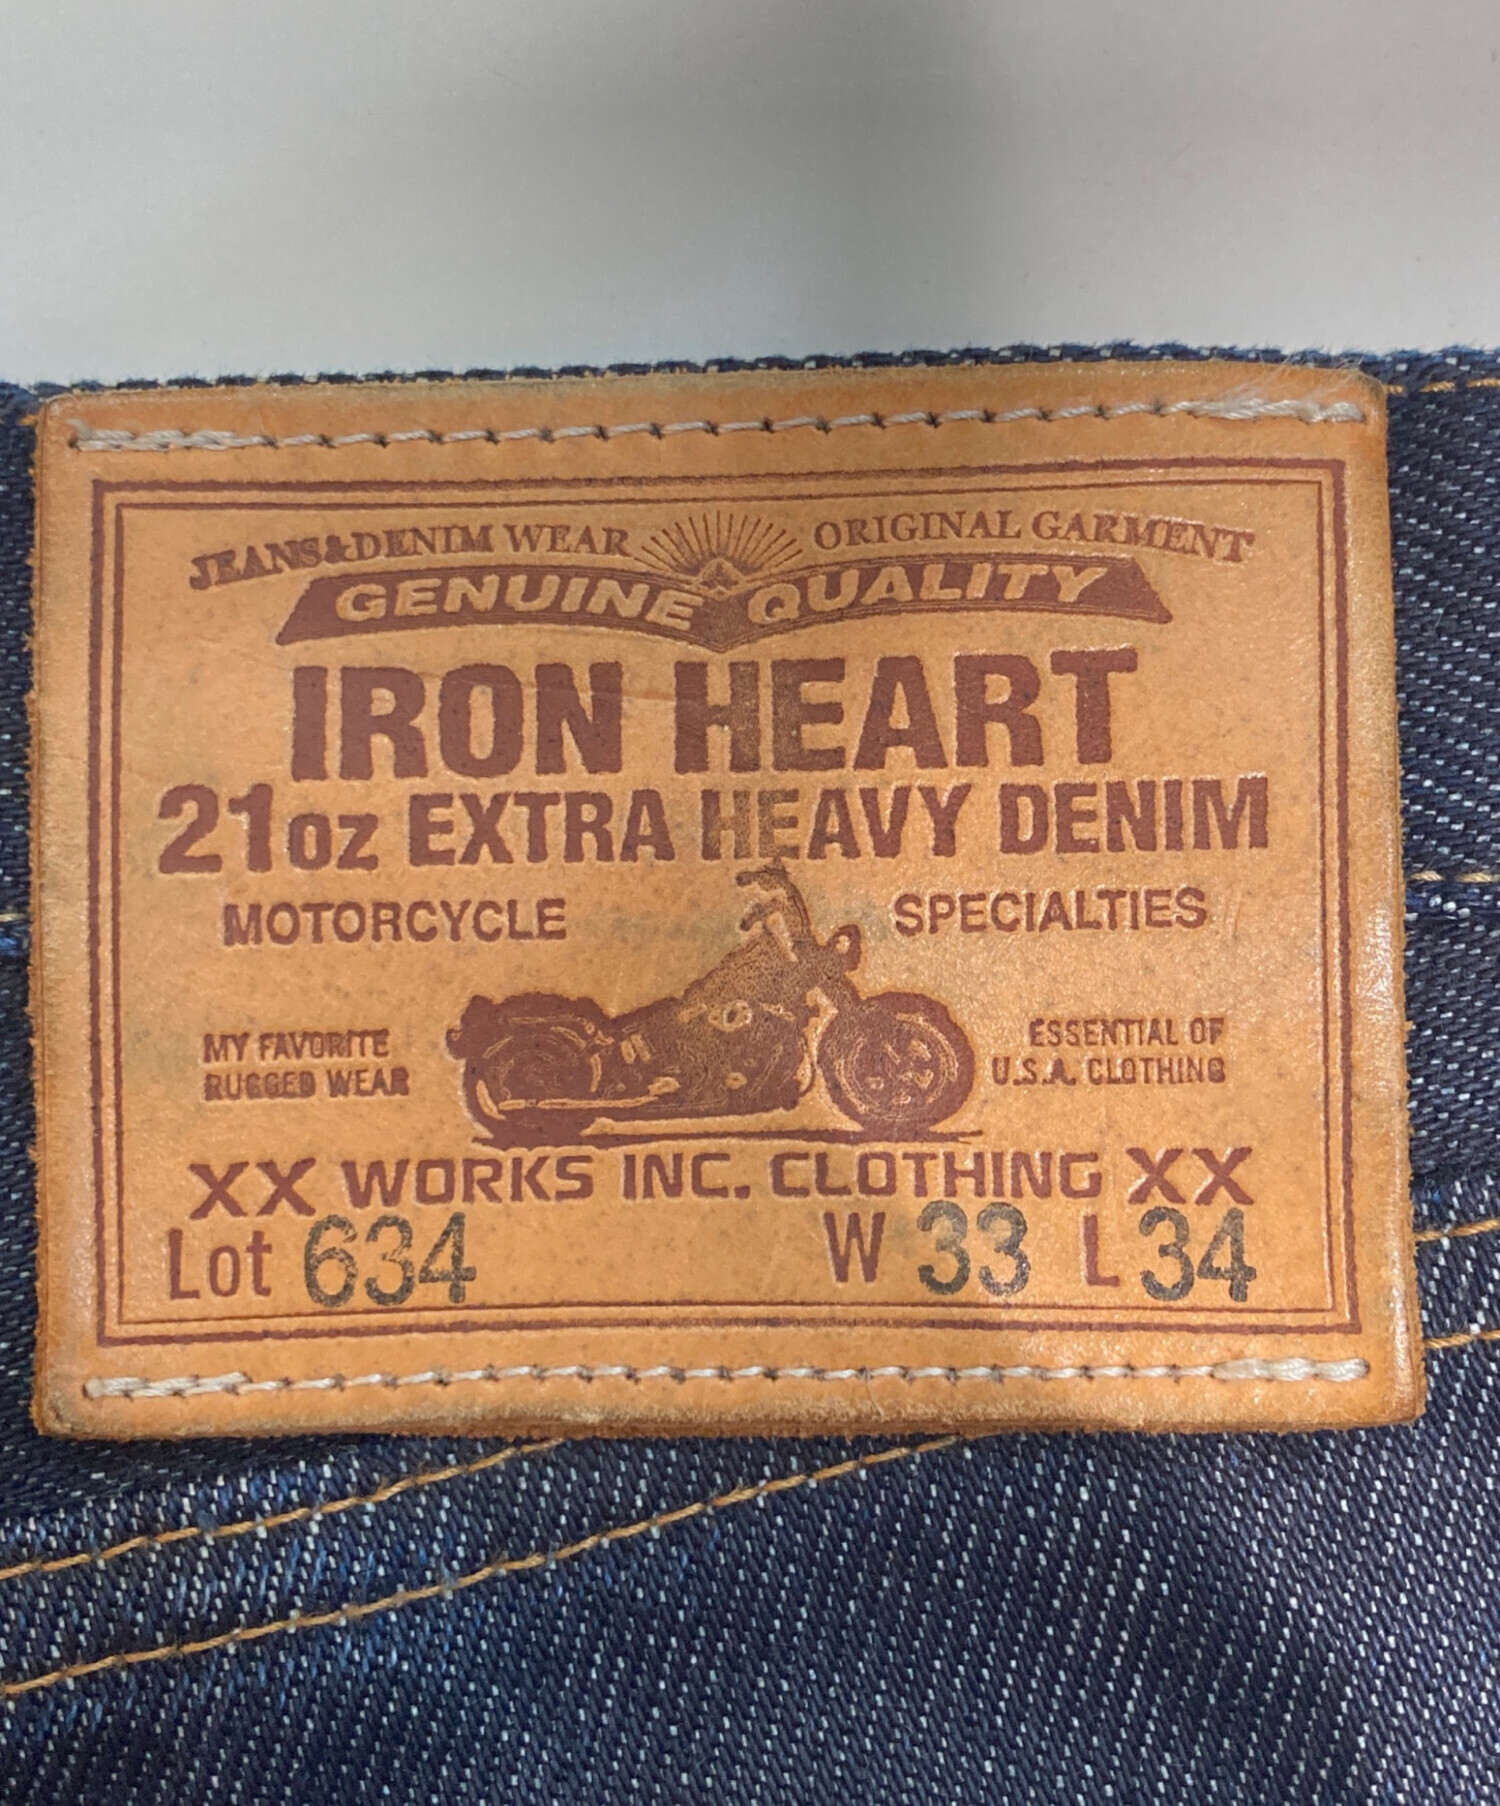 JEANS&DENIM WEAR ORIGINAL GARMENT
GENUINE QUALITY
IRON HEART
21oz EXTRA HEAVY DENIM
MOTORCYCLE SPECIALTIES
MY FAVORITE
RUGGED WEAR
ESSENTIAL OF
U.S.A. CLOTHING
XX WORKS INC. CLOTHING XX
Lot 634 W 33 L 34